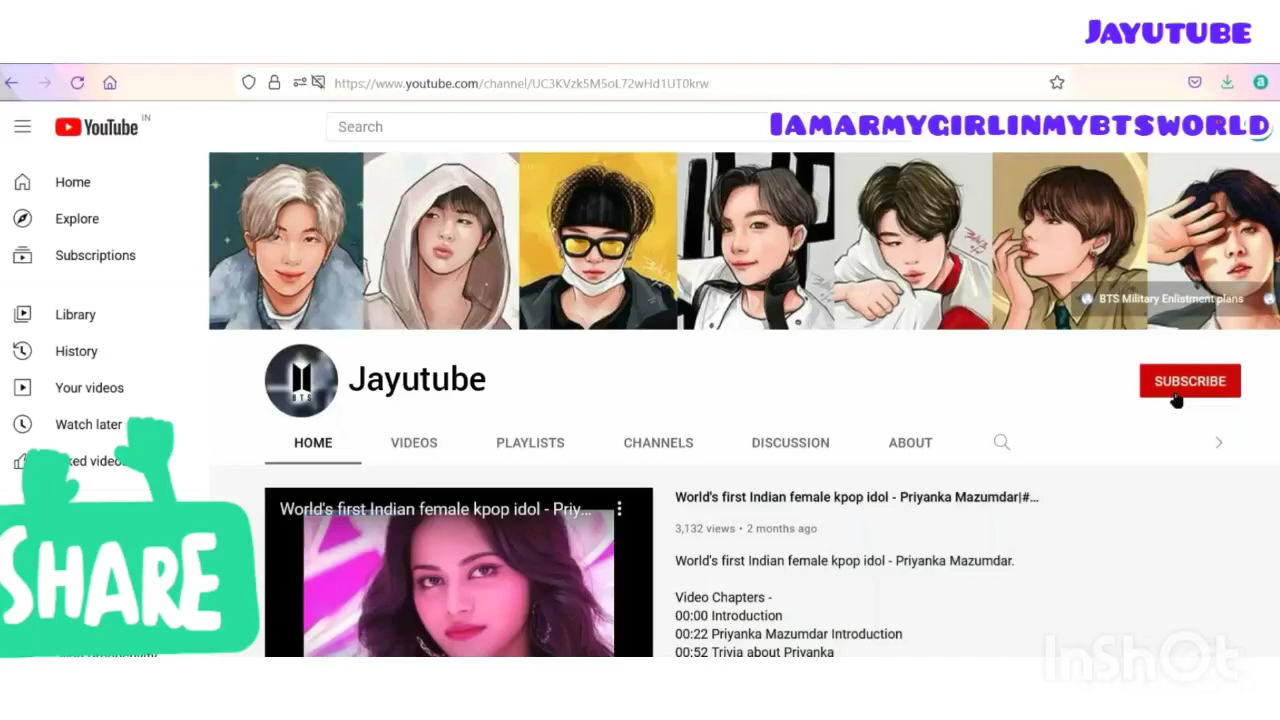 JAYUTUBE
https://www.youtube.com/channel/UC3KVzk5M5oL72wHd1UT0krw
YouTube IN
Search
IAMARMYGIRLINMYBTSWORLD
Home
Explore
Subscriptions
BTS Military Enlistment plans
Library
History
Your videos
Watch later
BTS
Jayutube
SUBSCRIBE
HOME VIDEOS PLAYLISTS CHANNELS DISCUSSION ABOUT
SHARE
World's first Indian female kpop idol - Priy...
World's first Indian female kpop idol - Priyanka Mazumdar|#...
3,132 views • 2 months ago
World's first Indian female kpop idol - Priyanka Mazumdar.
Video Chapters -
00:00 Introduction
00:22 Priyanka Mazumdar Introduction
00:52 Trivia about Priyanka
InShOt